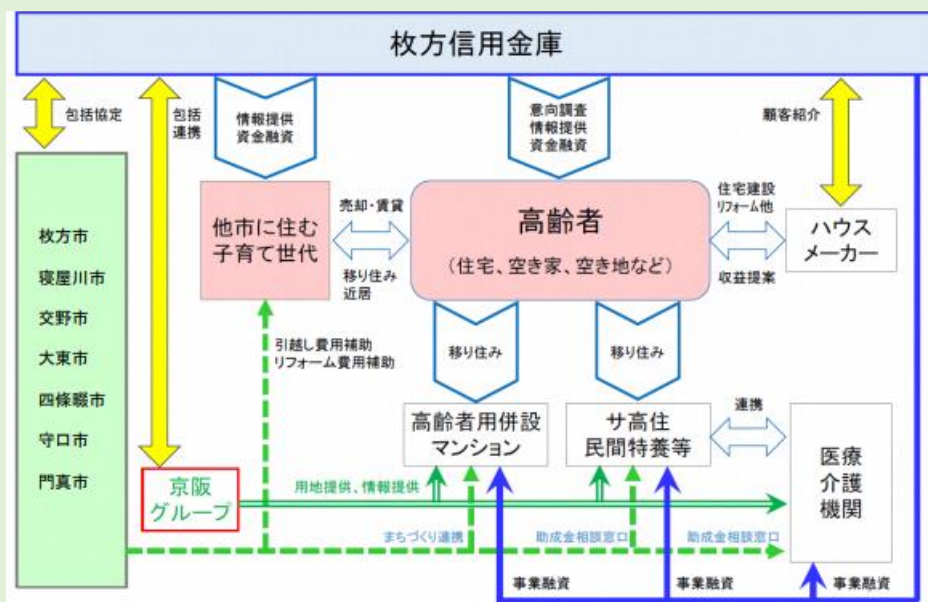 枚方信用金庫
包括協定
包括
連携
情報提供
資金融資
意向調査
情報提供
資金融資
顧客紹介
枚方市
寝屋川市
交野市
大東市
四條畷市
守口市
門真市
他市に住む
子育て世代
売却・賃貸
移り住み
近居
高齢者
（住宅、空き家、空き地など）
住宅建設
リフォーム他
収益提案
ハウス
メーカー
引越し費用補助
リフォーム費用補助
移り住み
移り住み
高齢者用併設
マンション
サ高住
民間特養等
連携
医療
介護
機関
京阪
グループ
用地提供、情報提供
まちづくり連携
助成金相談窓口
助成金相談窓口
事業融資
事業融資
事業融資